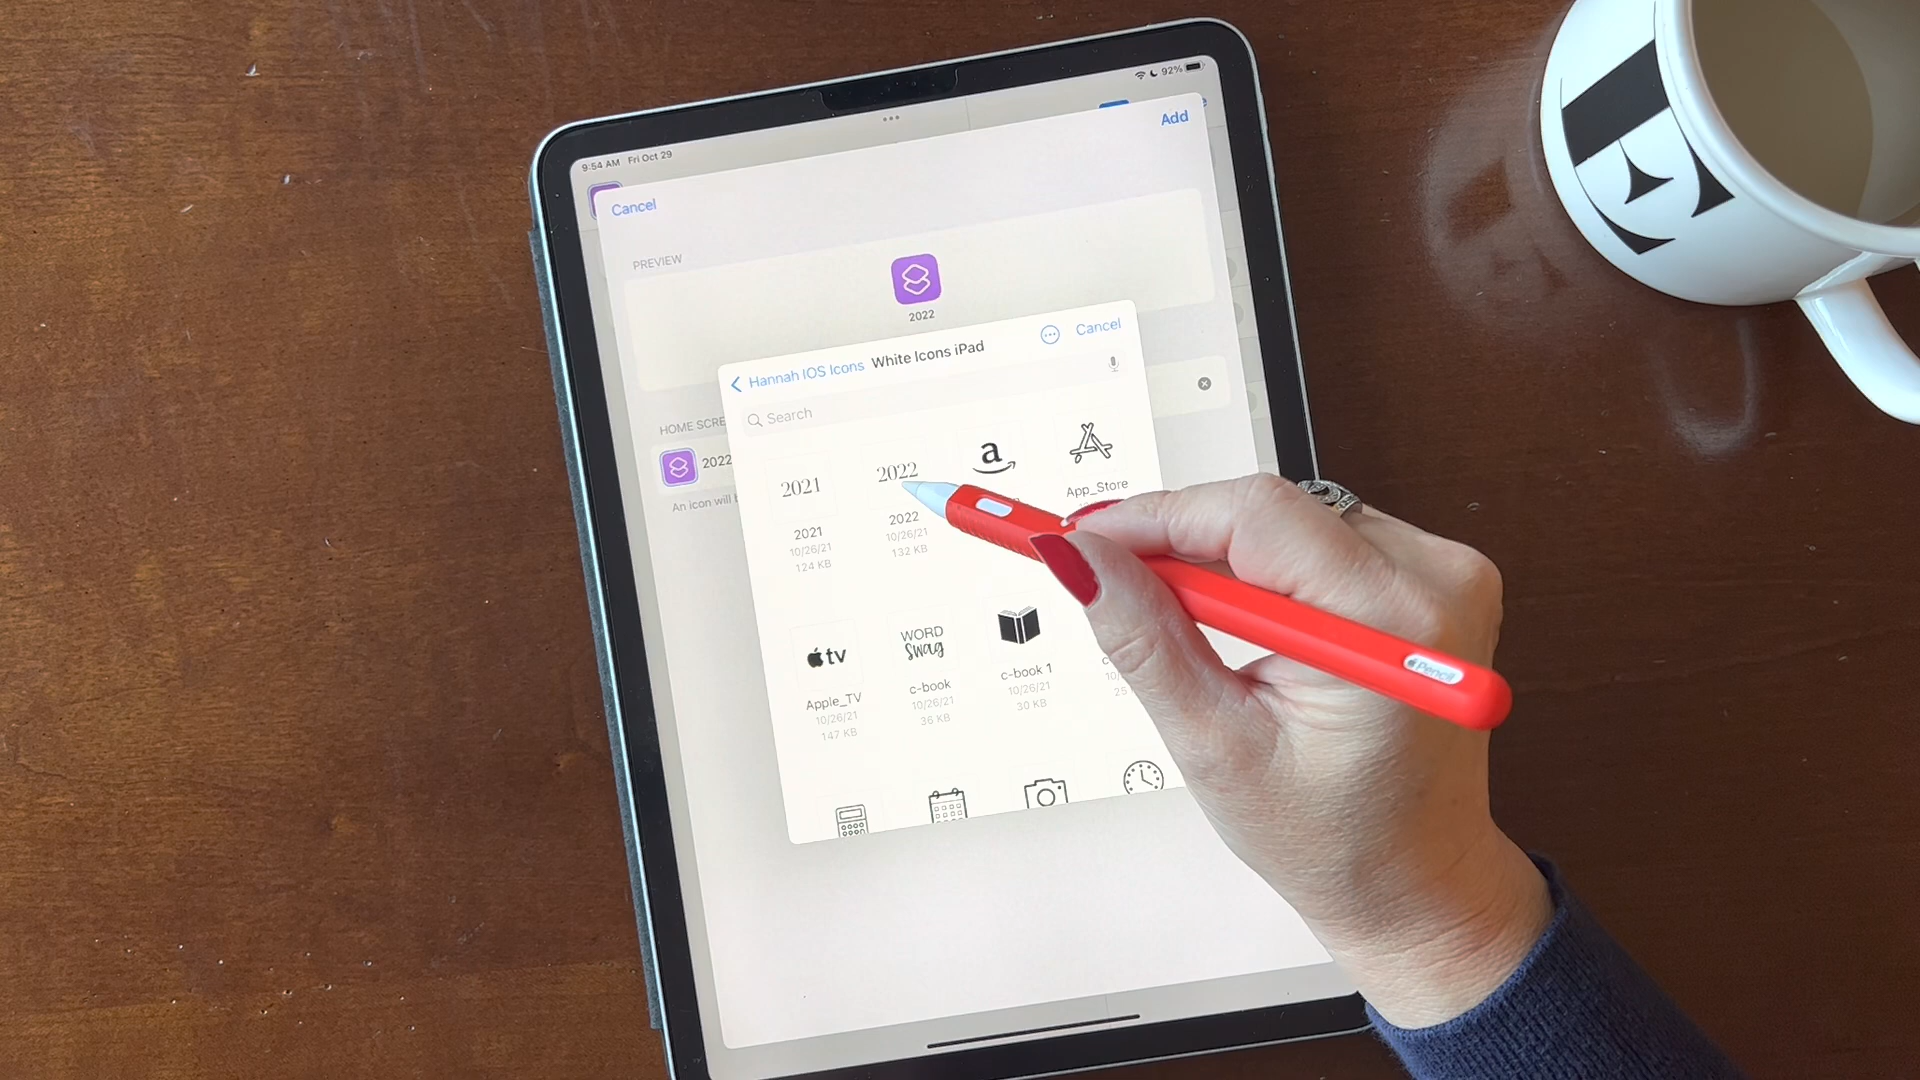 9:54 AM Fri Oct 29
92%
Add
Cancel
PREVIEW
2022
Hannah IOS Icons White Icons iPad
Cancel
Search
HOME SCRE
2022
An icon will
2021
2022
a
2021
10/26/21
124 KB
2022
10/26/21
132 KB
App_Store
tv
WORD
swag
Apple_TV
10/26/21
147 KB
c-book
10/26/21
36 KB
c-book 1
10/26/21
30 KB
Pencil
E